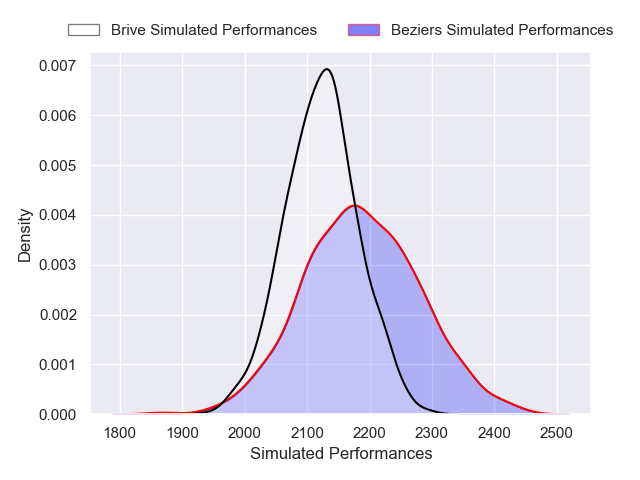 Brive Simulated Performances
Beziers Simulated Performances
0.007
0.006
0.005
0.004
0.003
0.002
0.001
0.000
Density
1800 1900 2000 2100 2200 2300 2400 2500
Simulated Performances